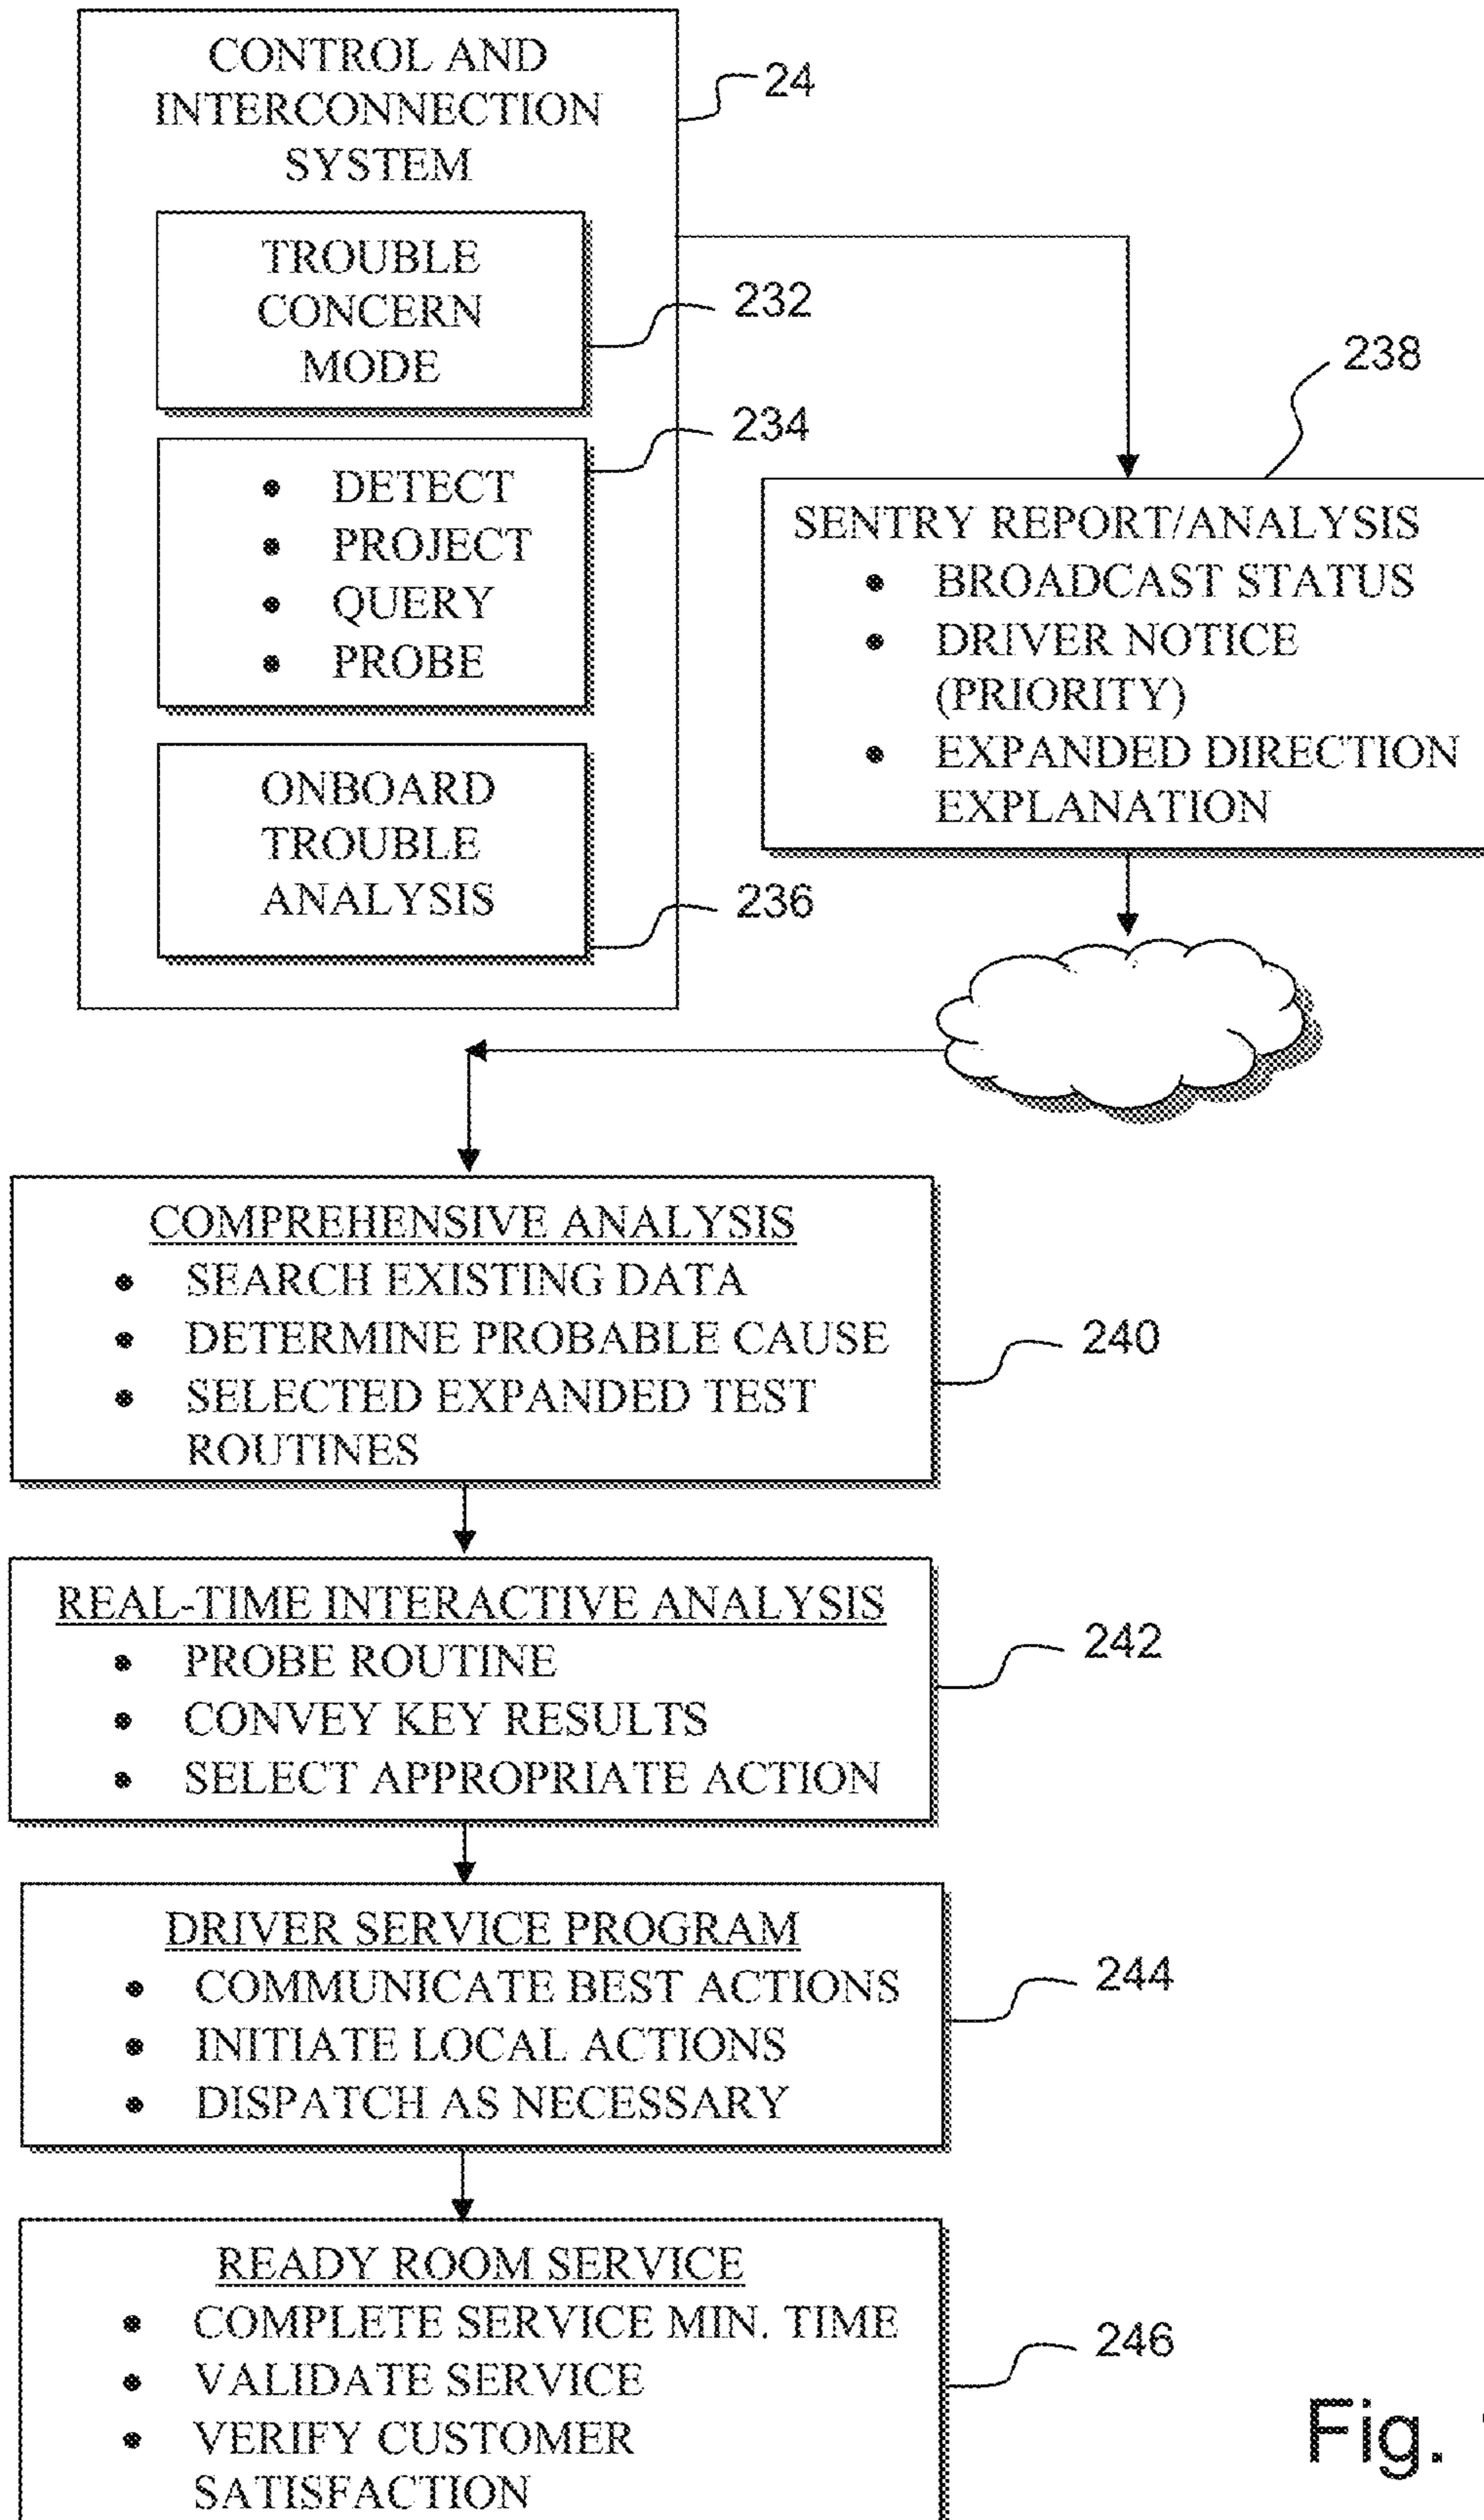 CONTROL AND
INTERCONNECTION
SYSTEM
24
TROUBLE
CONCERN
MODE
232
234
• DETECT
• PROJECT
• QUERY
• PROBE
ONBOARD
TROUBLE
ANALYSIS
236
238
SENTRY REPORT/ANALYSIS
• BROADCAST STATUS
• DRIVER NOTICE
(PRIORITY)
• EXPANDED DIRECTION
EXPLANATION
COMPREHENSIVE ANALYSIS
• SEARCH EXISTING DATA
• DETERMINE PROBABLE CAUSE
• SELECTED EXPANDED TEST
ROUTINES
240
REAL-TIME INTERACTIVE ANALYSIS
• PROBE ROUTINE
• CONVEY KEY RESULTS
• SELECT APPROPRIATE ACTION
242
DRIVER SERVICE PROGRAM
• COMMUNICATE BEST ACTIONS
• INITIATE LOCAL ACTIONS
• DISPATCH AS NECESSARY
244
READY ROOM SERVICE
• COMPLETE SERVICE MIN. TIME
• VALIDATE SERVICE
• VERIFY CUSTOMER
SATISFACTION
246
Fig.